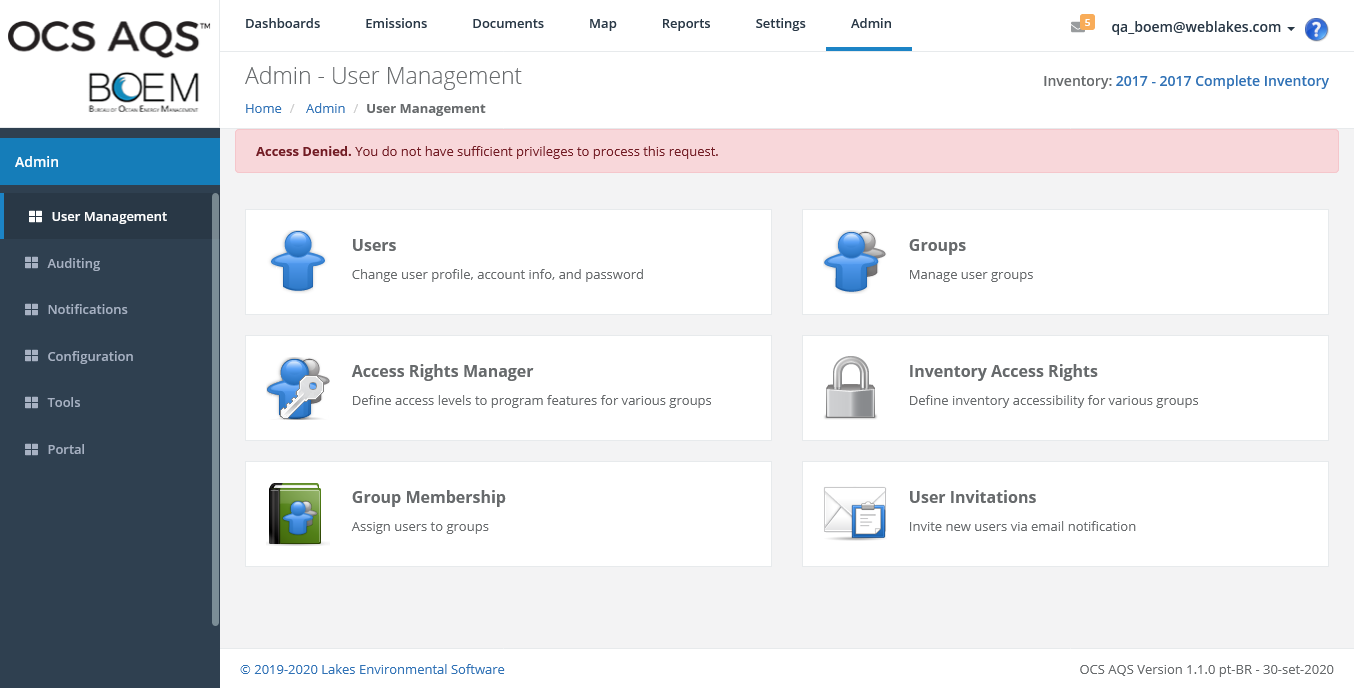 OCS AQS™
BOEM
Bureau of Ocean Energy Management
Dashboards Emissions Documents Map Reports Settings Admin
5 qa_boem@weblakes.com ?
Admin - User Management
Inventory: 2017 - 2017 Complete Inventory
Home / Admin / User Management
Access Denied. You do not have sufficient privileges to process this request.
Admin
User Management
Auditing
Notifications
Configuration
Tools
Portal
Users
Change user profile, account info, and password
Groups
Manage user groups
Access Rights Manager
Define access levels to program features for various groups
Inventory Access Rights
Define inventory accessibility for various groups
Group Membership
Assign users to groups
User Invitations
Invite new users via email notification
© 2019-2020 Lakes Environmental Software
OCS AQS Version 1.1.0 pt-BR - 30-set-2020